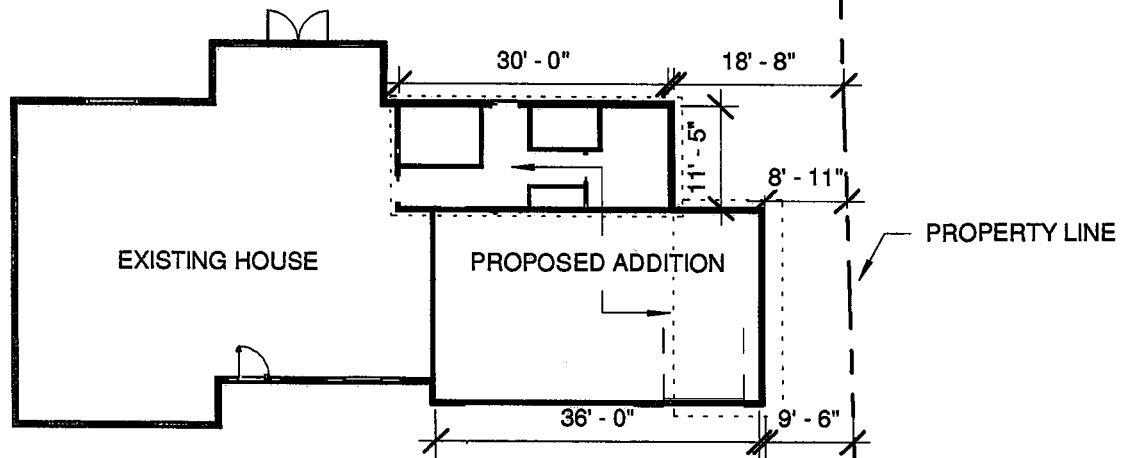 30' - 0"
18' - 8"
11' - 5"
8' - 11"
PROPERTY LINE
EXISTING HOUSE
PROPOSED ADDITION
36' - 0"
9' - 6"